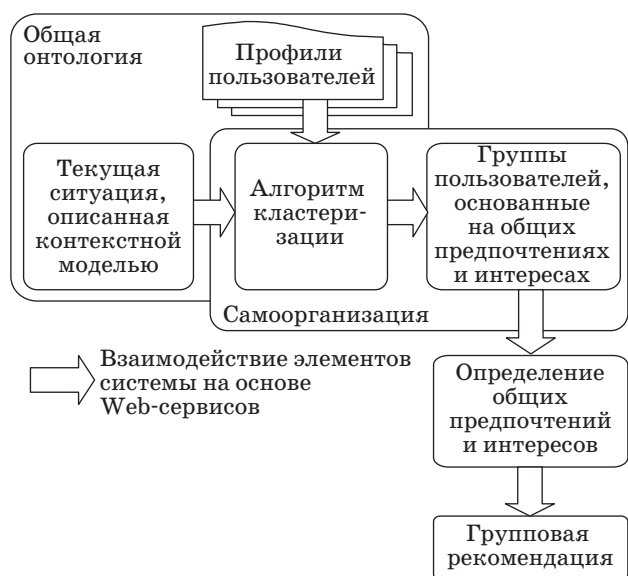 Общая
онтология
Профили
пользователей
Текущая
ситуация,
описанная
контекстной
моделью
Алгоритм
кластери-
зации
Группы
пользователей,
основанные
на общих
предпочтениях
и интересах
Самоорганизация
Взаимодействие элементов
системы на основе
Web-сервисов
Определение
общих
предпочтений
и интересов
Групповая
рекомендация